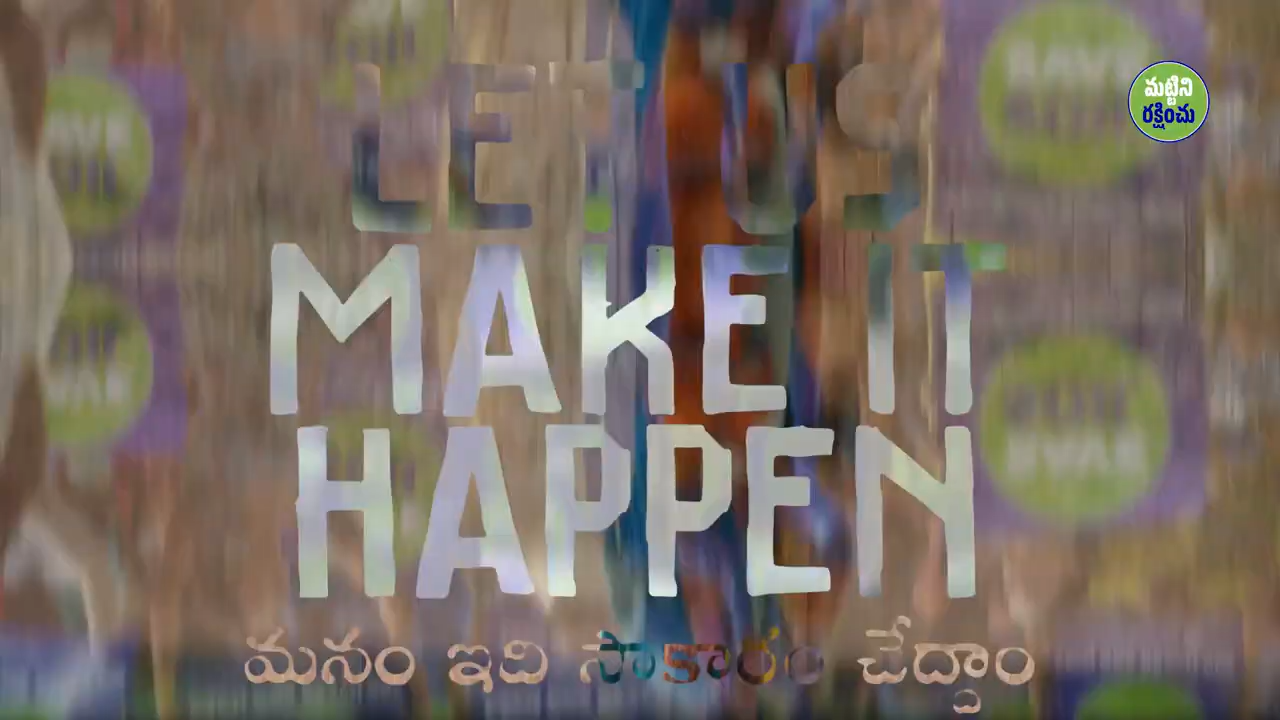 మట్టిని
రక్షించు
LET US
MAKE IT
HAPPEN
మనం ఇది సాకారం చేద్దాం